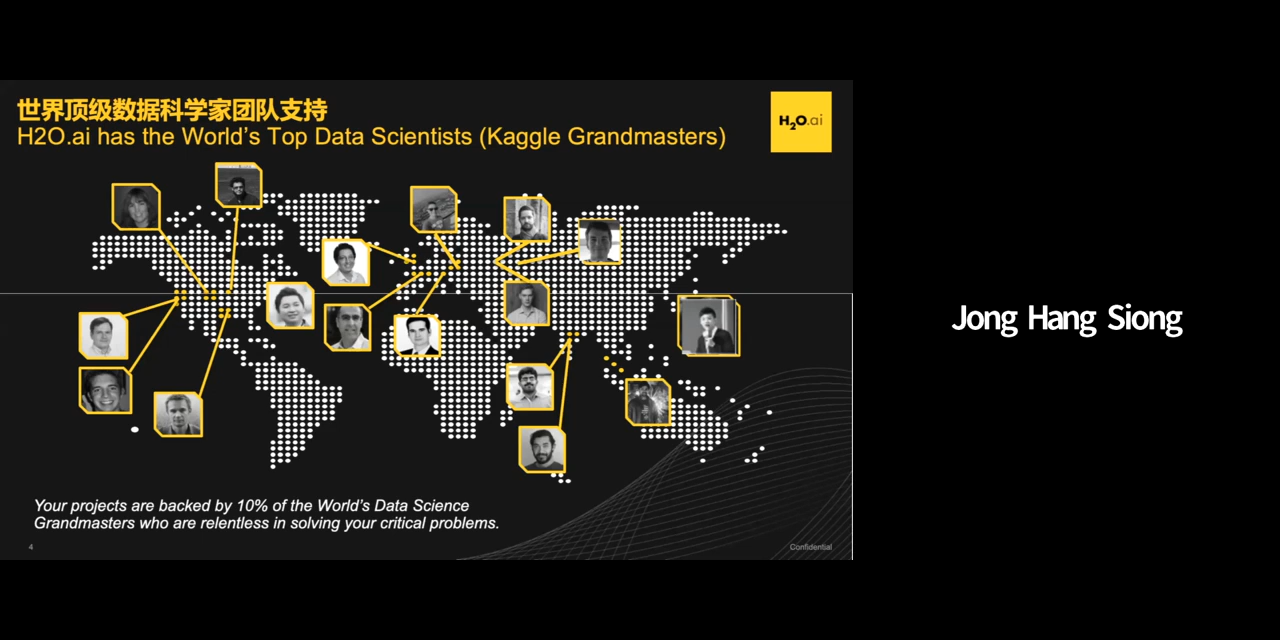 世界顶级数据科学家团队支持
H2O.ai has the World's Top Data Scientists (Kaggle Grandmasters)
H2O.ai
Jong Hang Siong
Your projects are backed by 10% of the World's Data Science
Grandmasters who are relentless in solving your critical problems.
4
Confidential